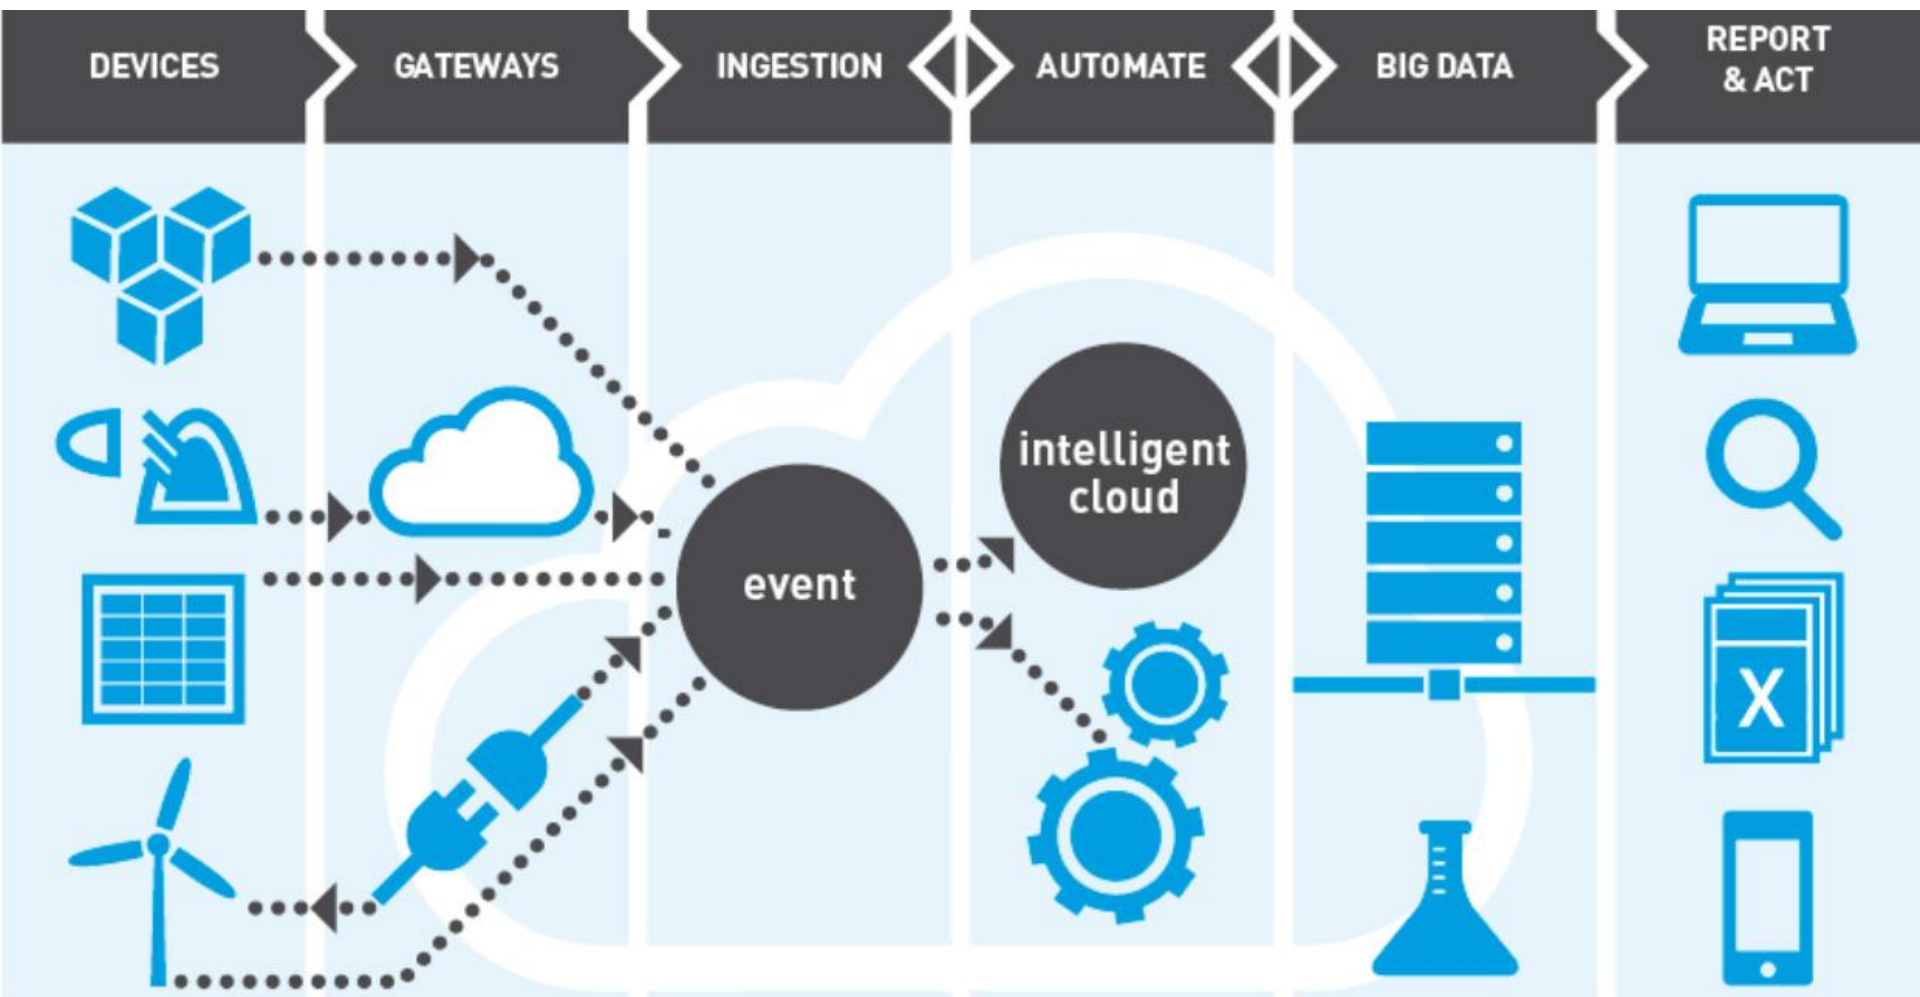 DEVICES
GATEWAYS
INGESTION
AUTOMATE
BIG DATA
REPORT
& ACT
intelligent
cloud
event
X